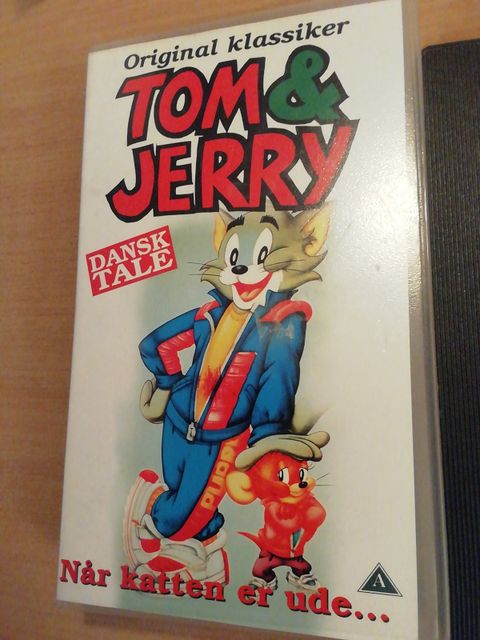 Original klassiker
TOM &
JERRY
DANSK
TALE
Når katten er ude...
A